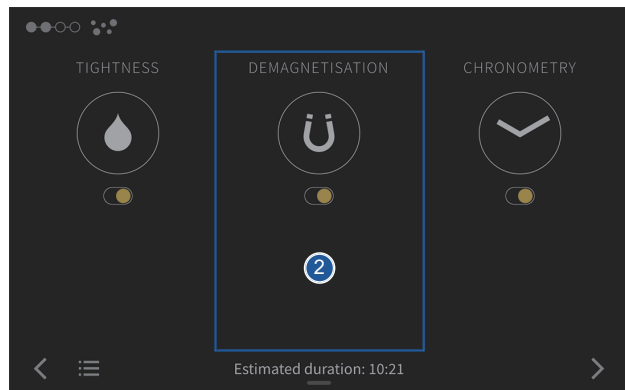 TIGHTNESS
DEMAGNETISATION
CHRONOMETRY
2
Estimated duration: 10:21